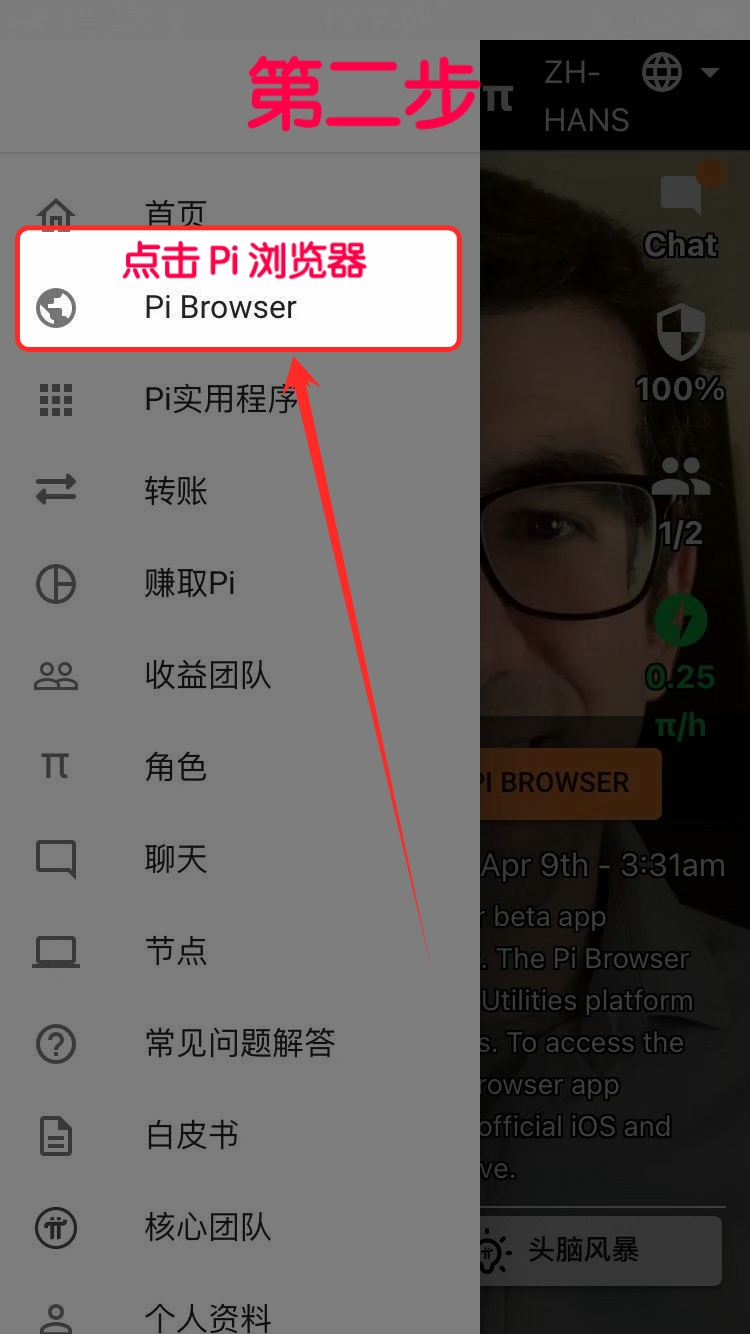 第二步
π
ZH-
HANS
首页
点击 Pi 浏览器
Pi Browser
Pi实用程序
转账
赚取Pi
收益团队
π
角色
聊天
节点
常见问题解答
白皮书
核心团队
个人资料
Chat
100%
1/2
0.25
π/h
PI BROWSER
Apr 9th - 3:31am
beta app
. The Pi Browser
Utilities platform
s. To access the
rowser app
official iOS and
ve.
头脑风暴